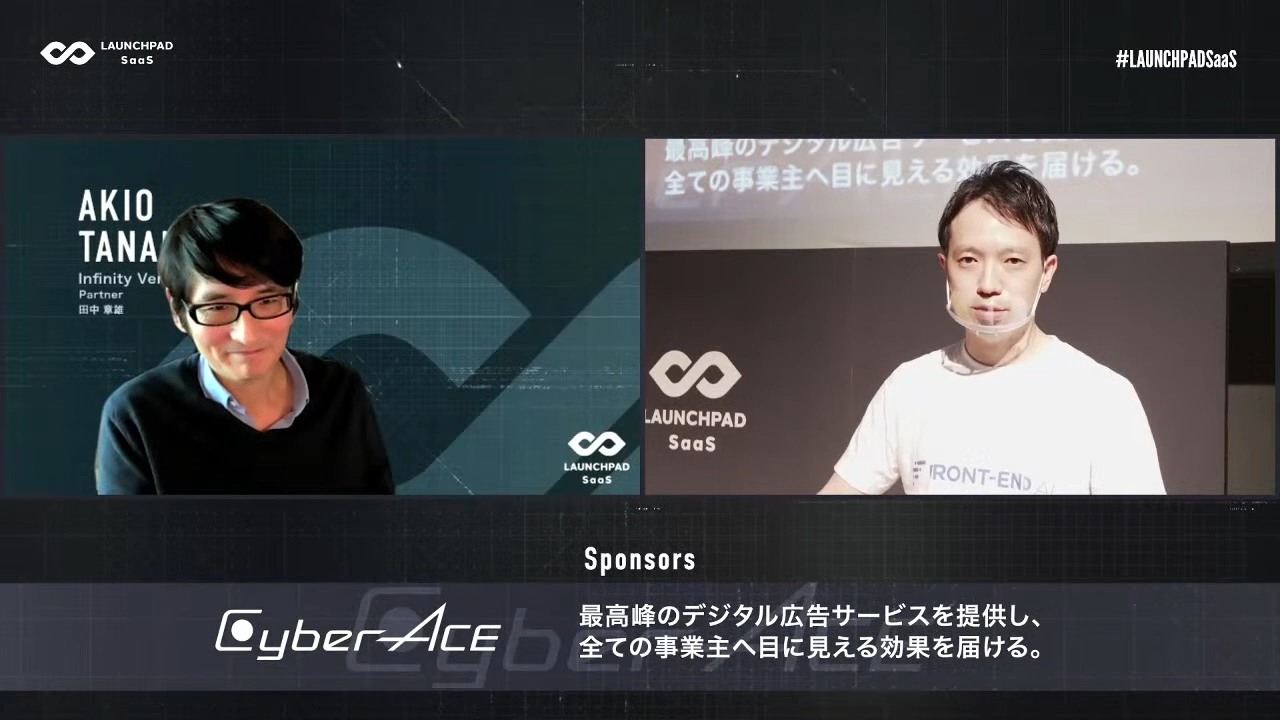 LAUNCHPAD
SaaS
#LAUNCHPADSaaS
AKIO
Infinity
Partner
田中 章雄
LAUNCHPAD
SaaS
最高峰のデジタル広告サービス
全ての事業主へ目に見える効果を届ける。
LAUNCHPAD
SaaS
FRONT-END
Sponsors
CyberACE
最高峰のデジタル広告サービスを提供し、
全ての事業主へ目に見える効果を届ける。